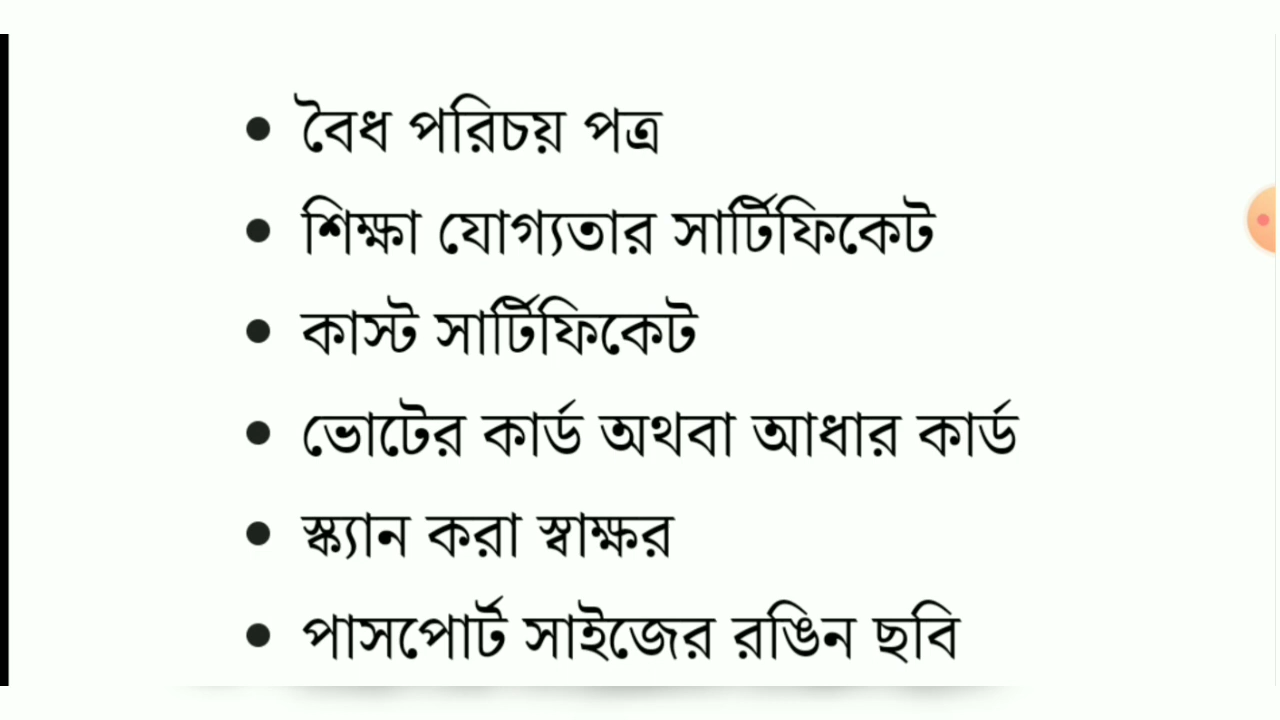 • বৈধ পরিচয় পত্র
• শিক্ষা যোগ্যতার সার্টিফিকেট
• কাস্ট সার্টিফিকেট
• ভোটের কার্ড অথবা আধার কার্ড
• স্ক্যান করা স্বাক্ষর
• পাসপোর্ট সাইজের রঙিন ছবি